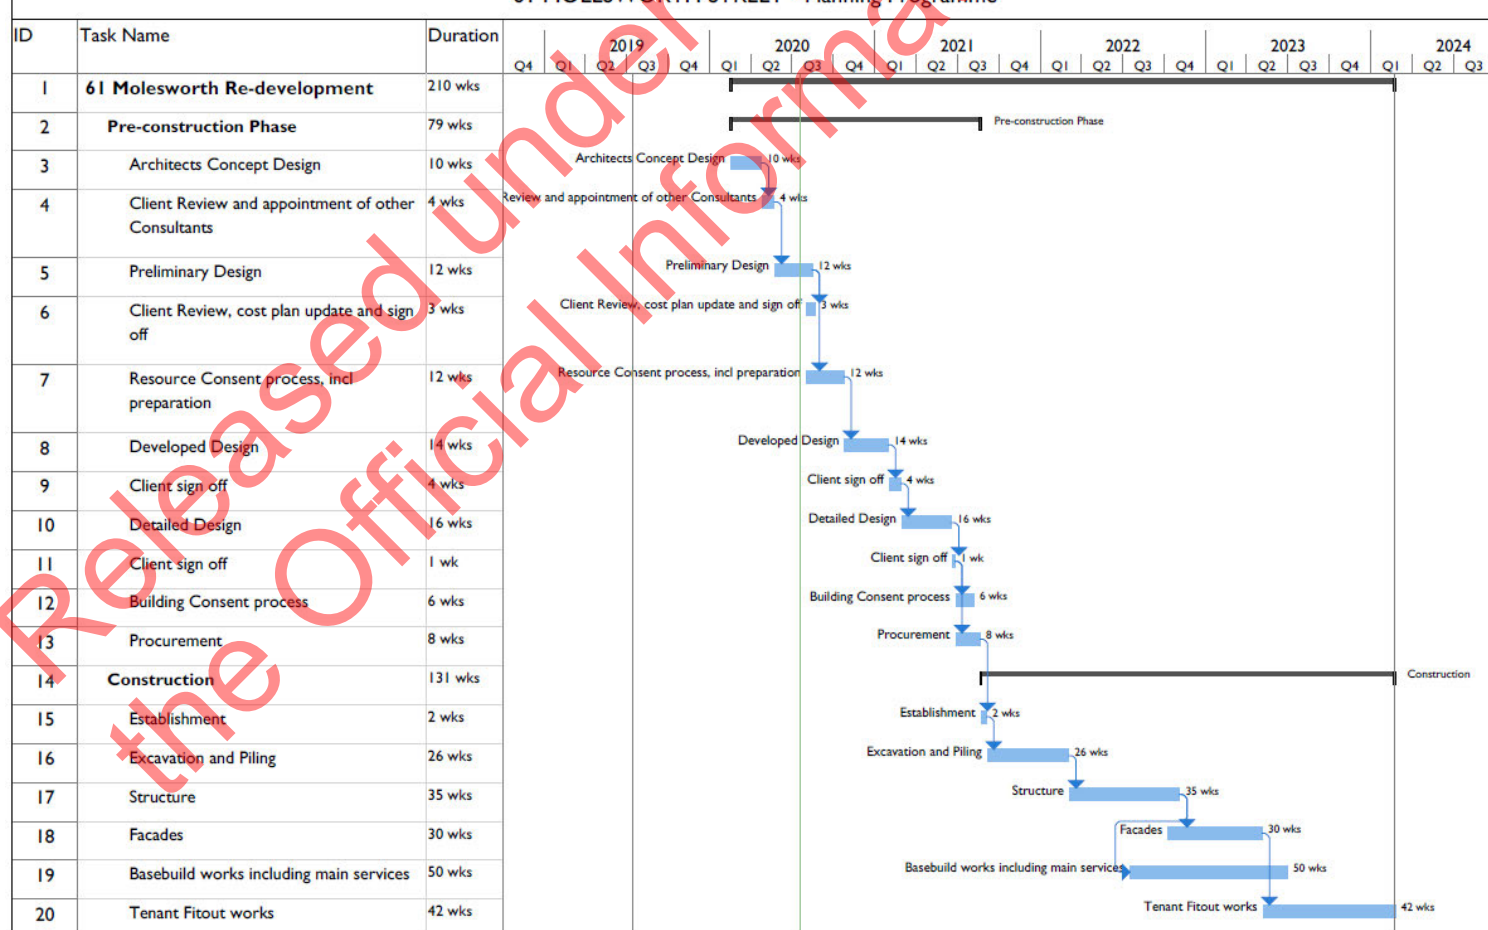 ID Task Name Duration 2019 2020 2021 2022 2023 2024
Q4 Q1 Q2 Q3 Q4 Q1 Q2 Q3 Q4 Q1 Q2 Q3 Q4 Q1 Q2 Q3 Q4 Q1 Q2 Q3 Q4 Q1 Q2 Q3
1 61 Molesworth Re-development 210 wks
2 Pre-construction Phase 79 wks Pre-construction Phase
3 Architects Concept Design 10 wks Architects Concept Design 10 wks
4 Client Review and appointment of other 4 wks Review and appointment of other Consultants 4 wks
Consultants
5 Preliminary Design 12 wks Preliminary Design 12 wks
6 Client Review, cost plan update and sign 3 wks Client Review, cost plan update and sign off 3 wks
off
7 Resource Consent process, incl 12 wks Resource Consent process, incl preparation 12 wks
preparation
8 Developed Design 14 wks Developed Design 14 wks
9 Client sign off 4 wks Client sign off 4 wks
10 Detailed Design 16 wks Detailed Design 16 wks
11 Client sign off 1 wk Client sign off 1 wk
12 Building Consent process 6 wks Building Consent process 6 wks
13 Procurement 8 wks Procurement 8 wks
14 Construction 131 wks Construction
15 Establishment 2 wks Establishment 2 wks
16 Excavation and Piling 26 wks Excavation and Piling 26 wks
17 Structure 35 wks Structure 35 wks
18 Facades 30 wks Facades 30 wks
19 Basebuild works including main services 50 wks Basebuild works including main services 50 wks
20 Tenant Fitout works 42 wks Tenant Fitout works 42 wks
Released under
the Official Informa